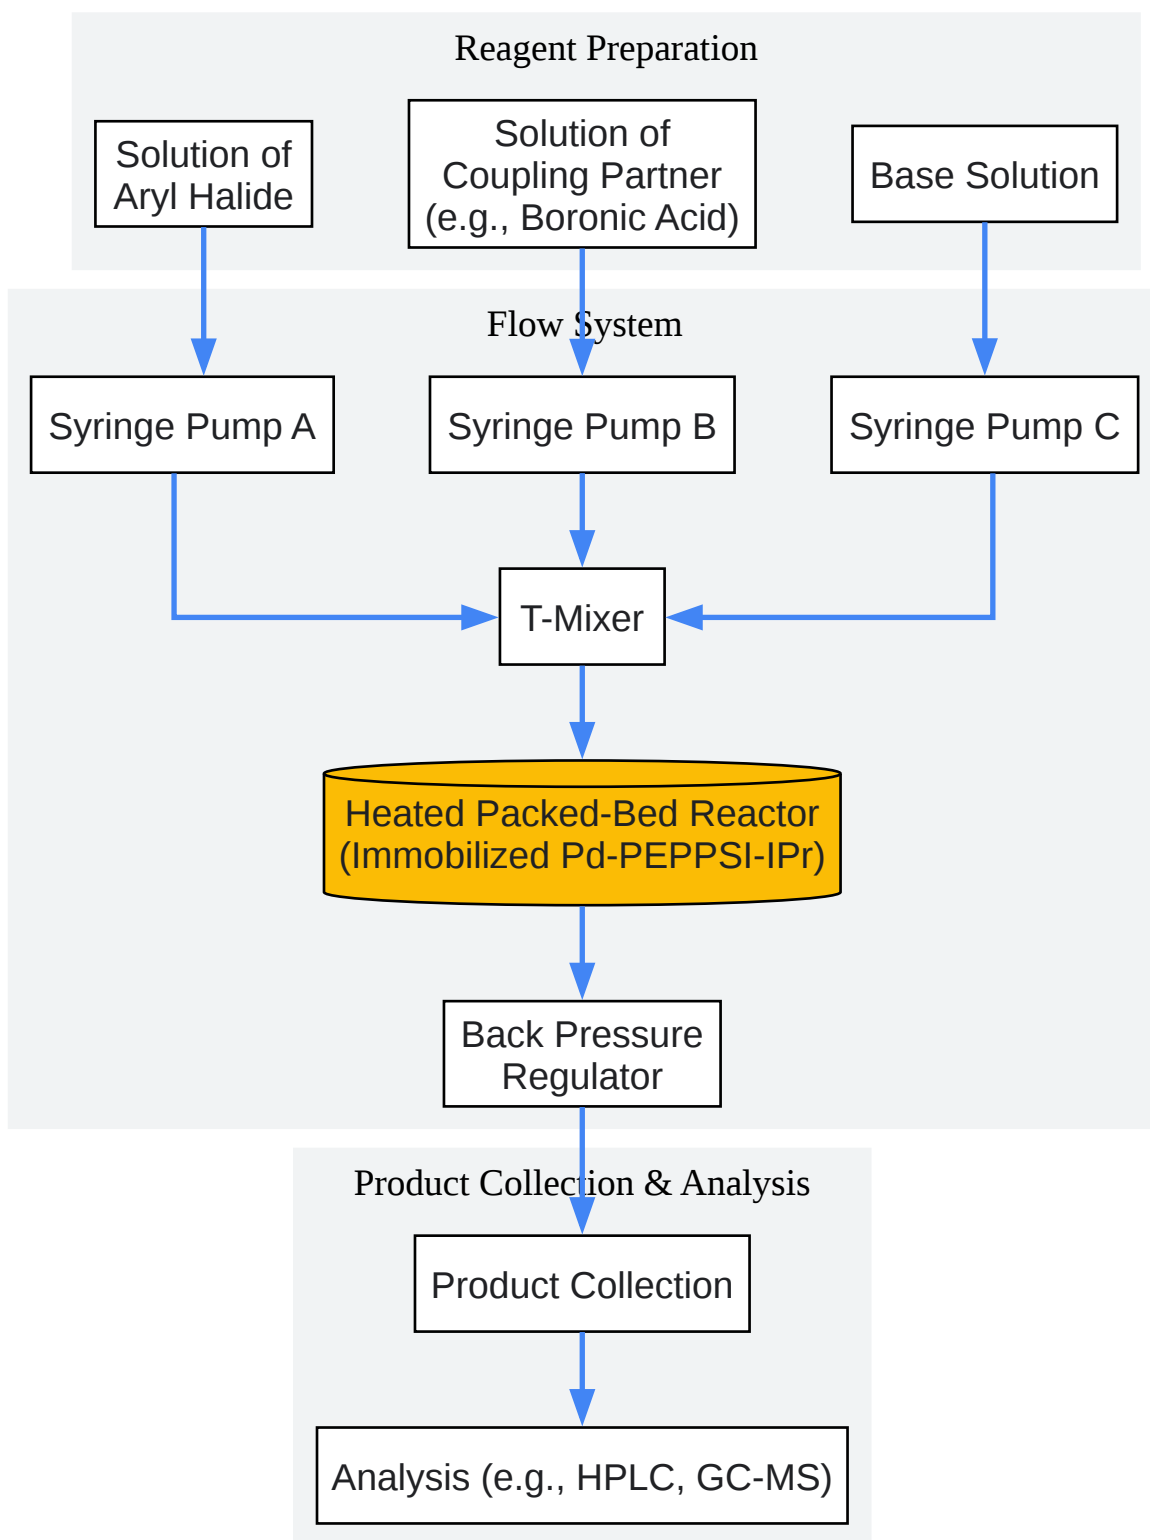 Reagent Preparation
Solution of
Aryl Halide
Solution of
Coupling Partner
(e.g., Boronic Acid)
Base Solution
Flow System
Syringe Pump A
Syringe Pump B
Syringe Pump C
T-Mixer
Heated Packed-Bed Reactor
(Immobilized Pd-PEPPSI-IPr)
Back Pressure
Regulator
Product Collection & Analysis
Product Collection
Analysis (e.g., HPLC, GC-MS)